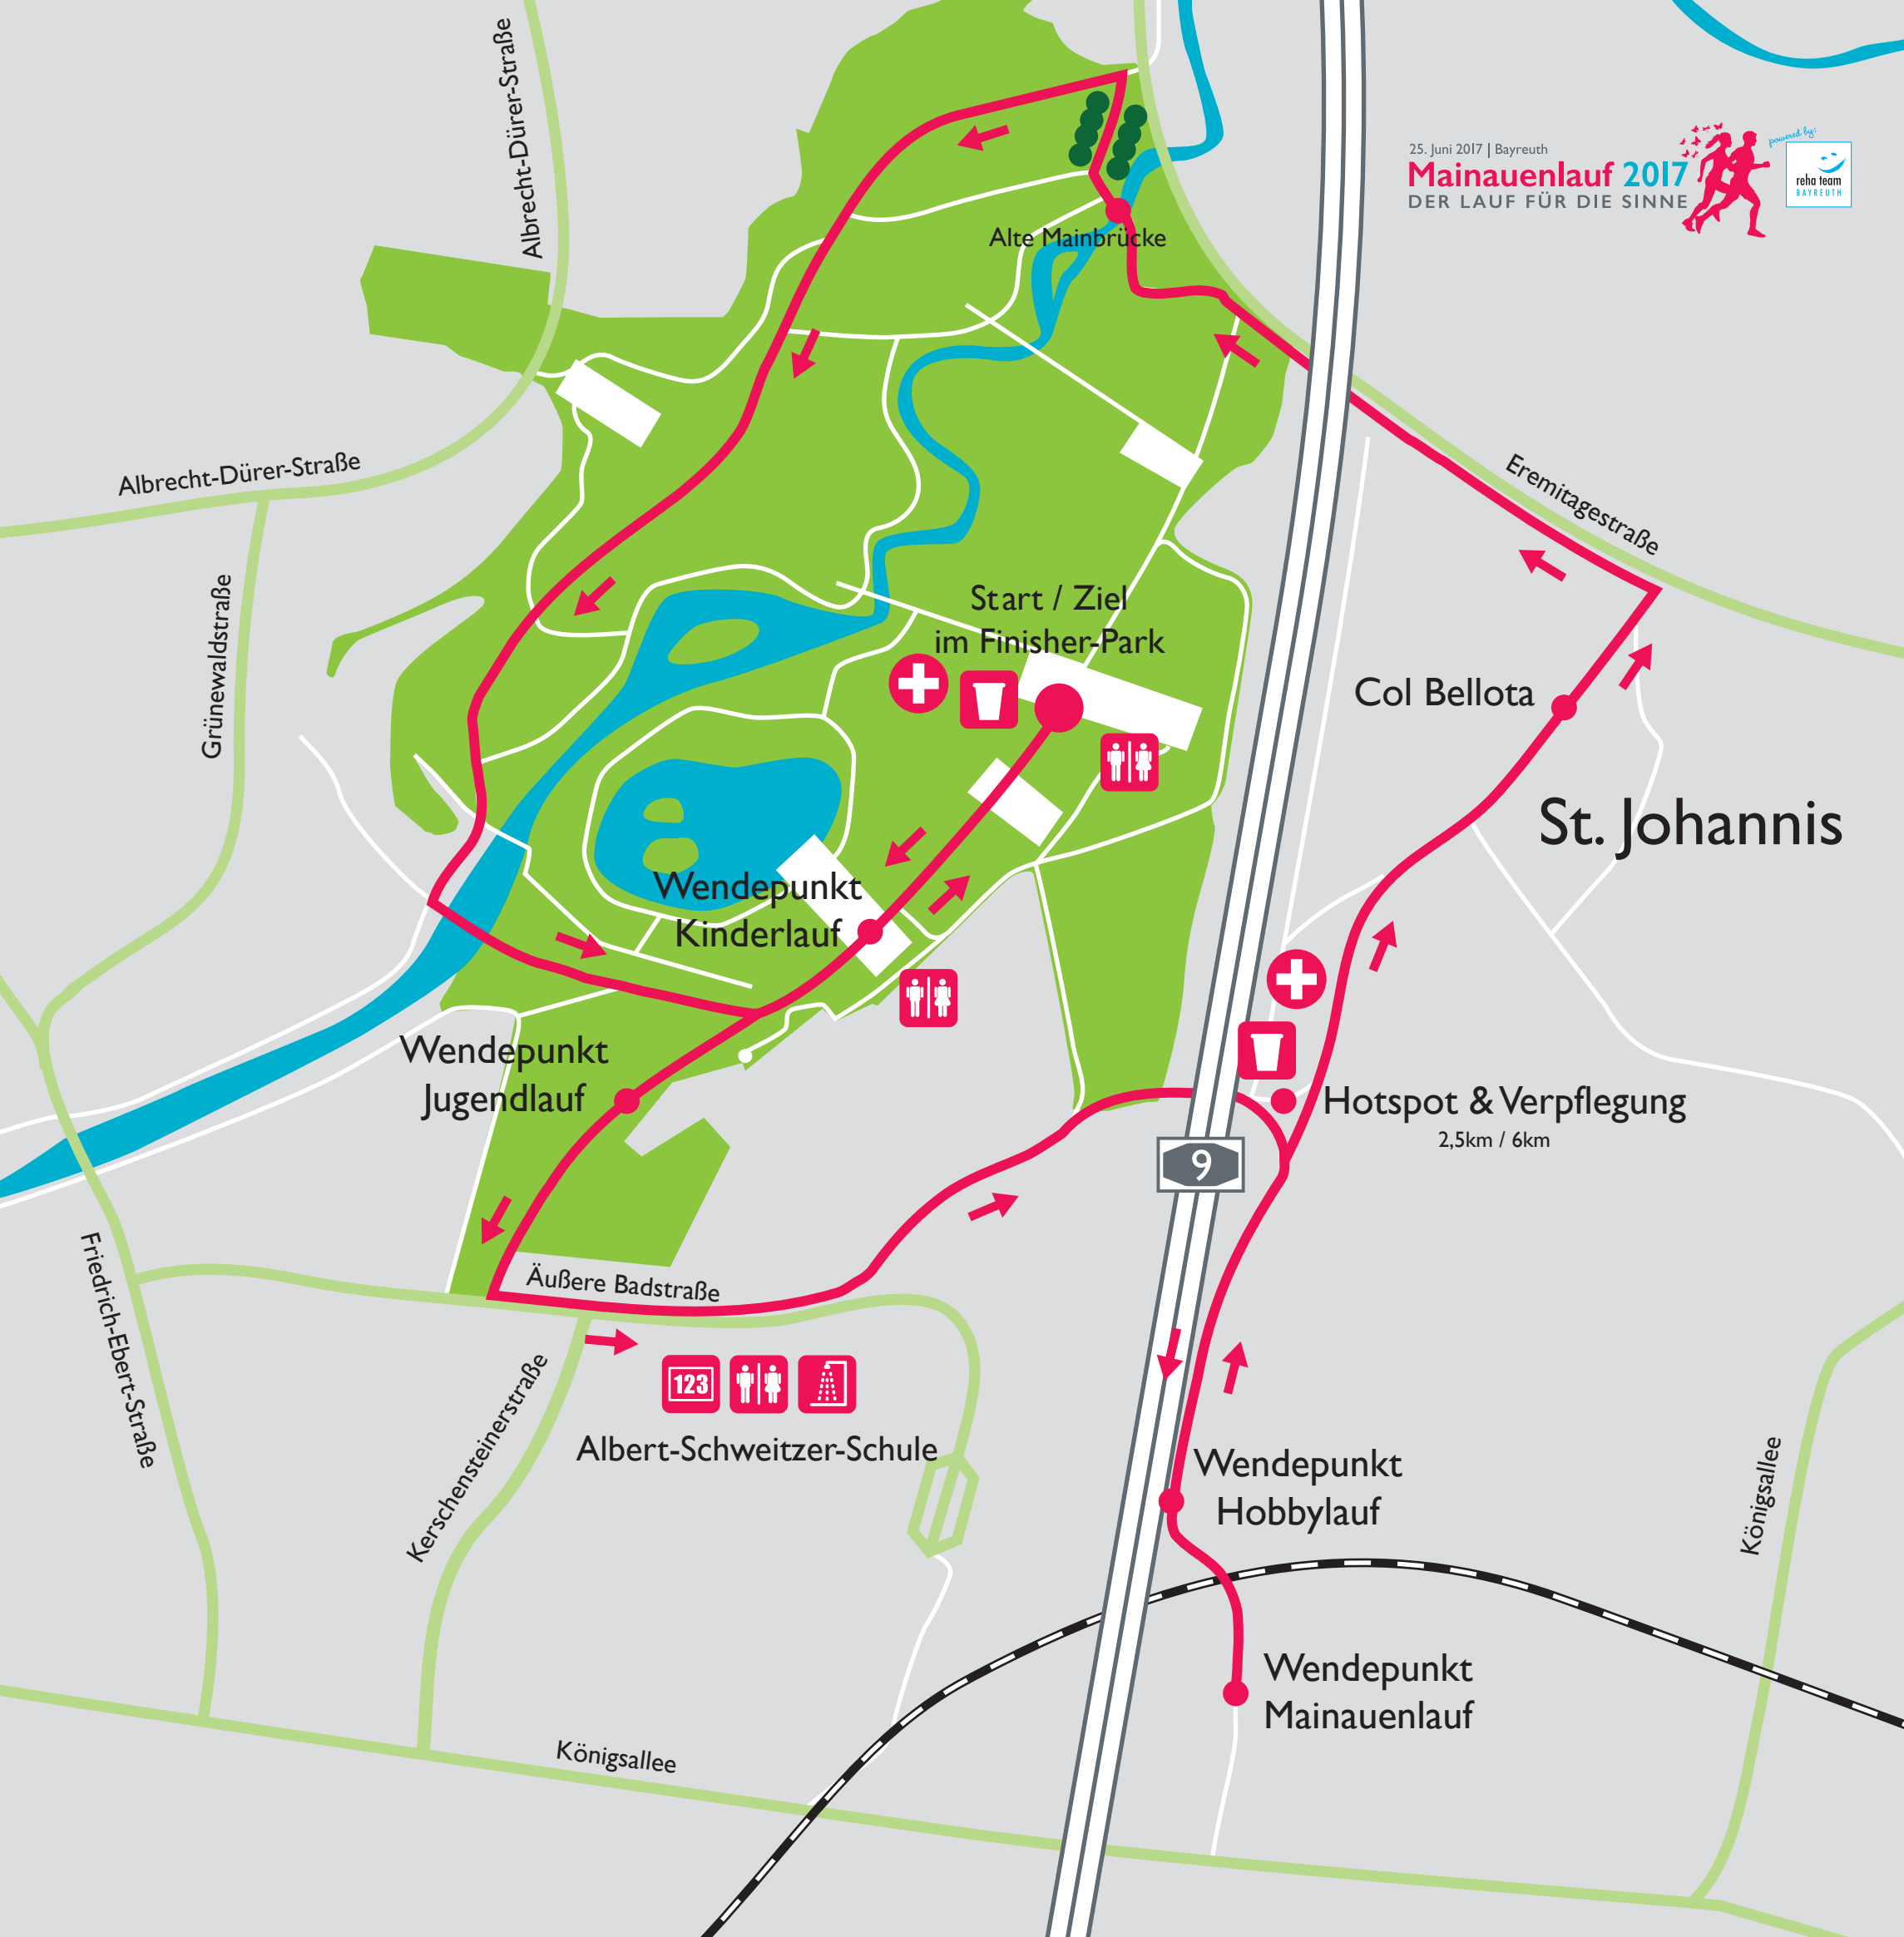 Albrecht-Dürer-Straße
25. Juni 2017 | Bayreuth
Mainauenlauf 2017
DER LAUF FÜR DIE SINNE
powered by:
reha team
BAYREUTH
Alte Mainbrücke
Albrecht-Dürer-Straße
Eremitagestraße
Grünewaldstraße
Start / Ziel
im Finisher-Park
Col Bellota
St. Johannis
Wendepunkt
Kinderlauf
Wendepunkt
Jugendlauf
Hotspot & Verpflegung
2,5km / 6km
9
Friedrich-Ebert-Straße
Äußere Badstraße
Kerschensteinerstraße
123
Albert-Schweitzer-Schule
Wendepunkt
Hobbylauf
Königsallee
Wendepunkt
Mainauenlauf
Königsallee